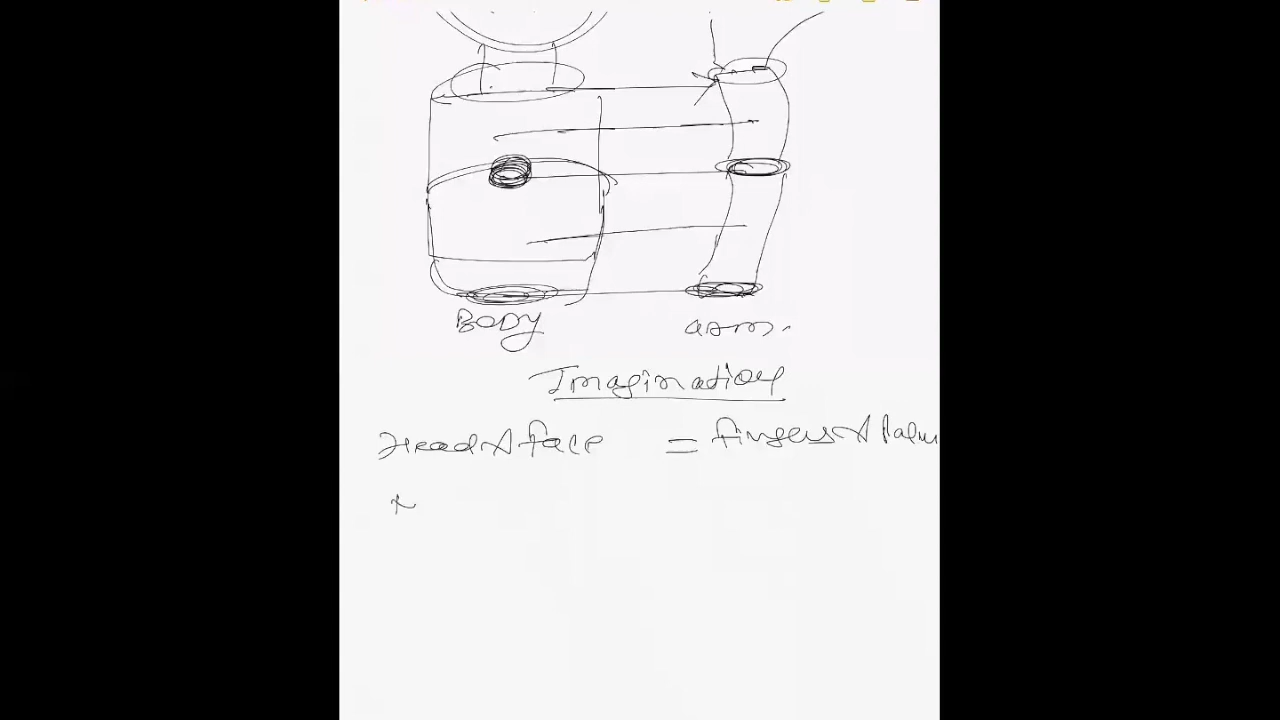 BODY arm.
Imagination
Head & face = fingers & Palm